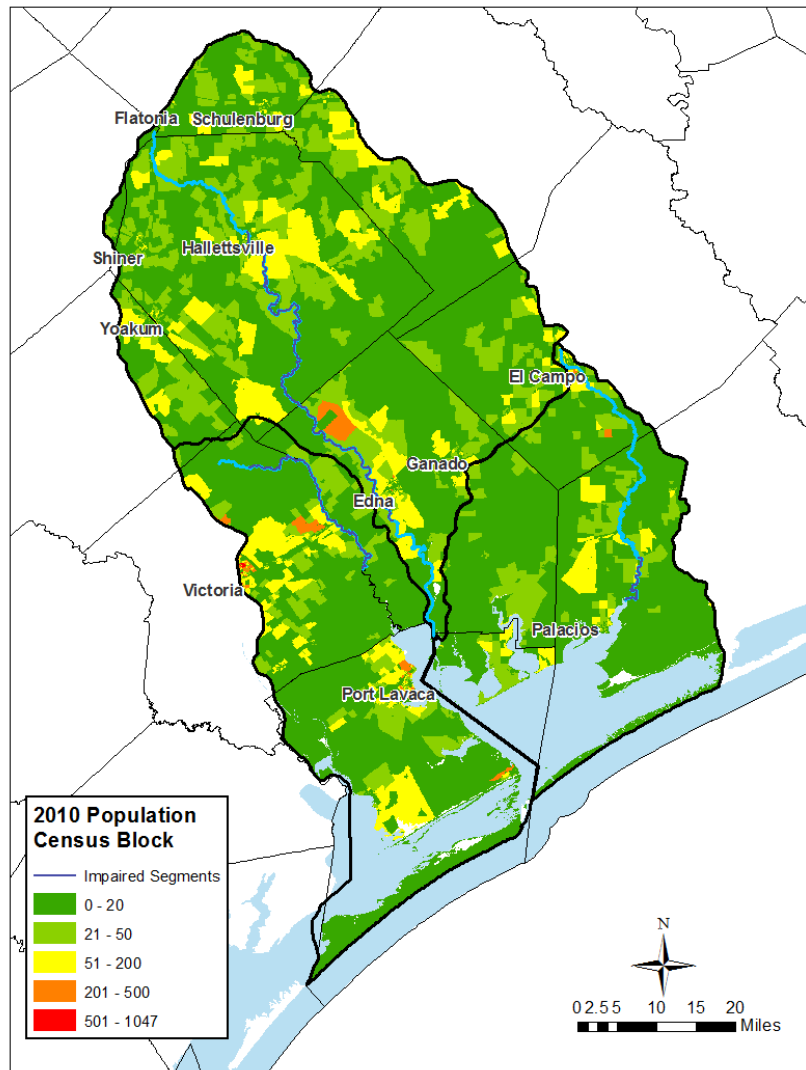 Flatonia
Schulenburg
Hallettsville
Shiner
Yoakum
El Campo
Ganado
Edna
Victoria
Palacios
Port Lavaca
2010 Population
Census Block
Impaired Segments
0 - 20
21 - 50
51 - 200
201 - 500
501 - 1047
N
0 2.5 5 10 15 20
Miles